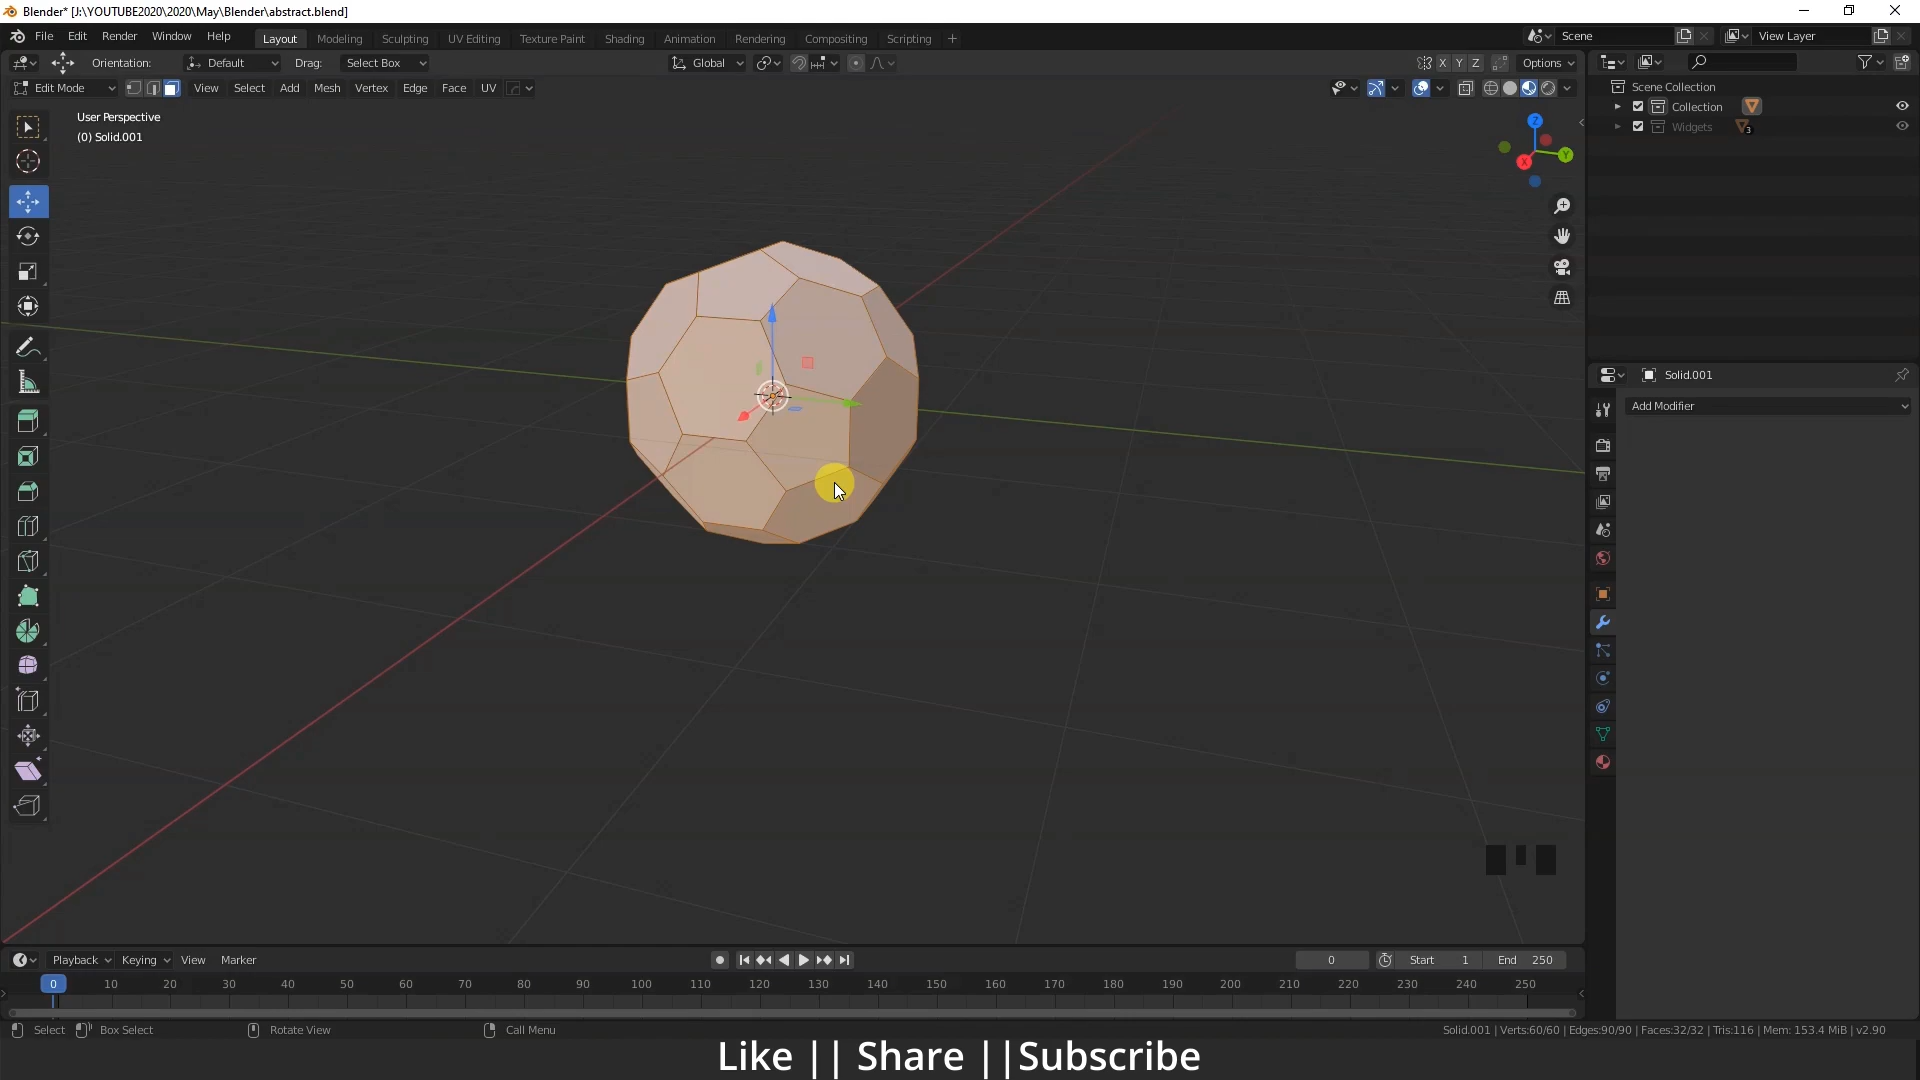 Blender* [J:\YOUTUBE2020\2020\May\Blender\abstract.blend]
File Edit Render Window Help Layout Modeling Sculpting UV Editing Texture Paint Shading Animation Rendering Compositing Scripting + Scene View Layer
Orientation: Default Drag: Select Box Global X Y Z Options
Edit Mode View Select Add Mesh Vertex Edge Face UV
Scene Collection
Collection
Widgets 3
User Perspective
(0) Solid.001
Z
Y
X
Solid.001
Add Modifier
Playback Keying View Marker 0 Start 1 End 250
0 10 20 30 40 50 60 70 80 90 100 110 120 130 140 150 160 170 180 190 200 210 220 230 240 250
Select Box Select Rotate View Call Menu Solid.001 | Verts:60/60 | Edges:90/90 | Faces:32/32 | Tris:116 | Mem: 153.4 MiB | v2.90
Like || Share ||Subscribe